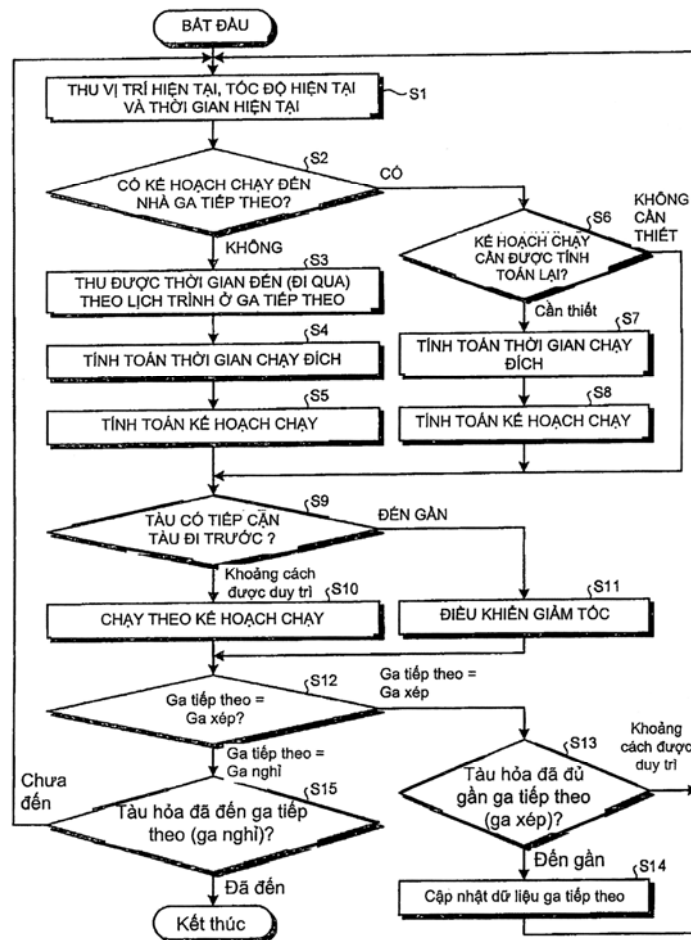 BẮT ĐẦU
THU VỊ TRÍ HIỆN TẠI, TỐC ĐỘ HIỆN TẠI
VÀ THỜI GIAN HIỆN TẠI
S1
S2
CÓ KẾ HOẠCH CHẠY ĐẾN
NHÀ GA TIẾP THEO?
CÓ
KHÔNG
S6
KẾ HOẠCH CHẠY
CẦN ĐƯỢC TÍNH
TOÁN LẠI?
KHÔNG
CẦN
THIẾT
Cần thiết
S3
THU ĐƯỢC THỜI GIAN ĐẾN (ĐI QUA)
THEO LỊCH TRÌNH Ở GA TIẾP THEO
S4
TÍNH TOÁN THỜI GIAN CHẠY ĐÍCH
S5
TÍNH TOÁN KẾ HOẠCH CHẠY
S7
TÍNH TOÁN THỜI GIAN CHẠY
ĐÍCH
S8
TÍNH TOÁN KẾ HOẠCH CHẠY
S9
TÀU CÓ TIẾP CẬN
TÀU ĐI TRƯỚC ?
ĐẾN GẦN
Khoảng cách
được duy trì
S10
CHẠY THEO KẾ HOẠCH CHẠY
S11
ĐIỀU KHIỂN GIẢM TỐC
S12
Ga tiếp theo =
Ga xép?
Ga tiếp theo =
Ga xép
Ga tiếp theo =
Ga nghỉ
S13
Tàu hỏa đã đủ
gần ga tiếp theo
(ga xép)?
Khoảng
cách được
duy trì
Đến gần
S14
Cập nhật dữ liệu ga tiếp theo
S15
Tàu hỏa đã đến ga tiếp
theo (ga nghỉ)?
Chưa
đến
Đã đến
Kết thúc